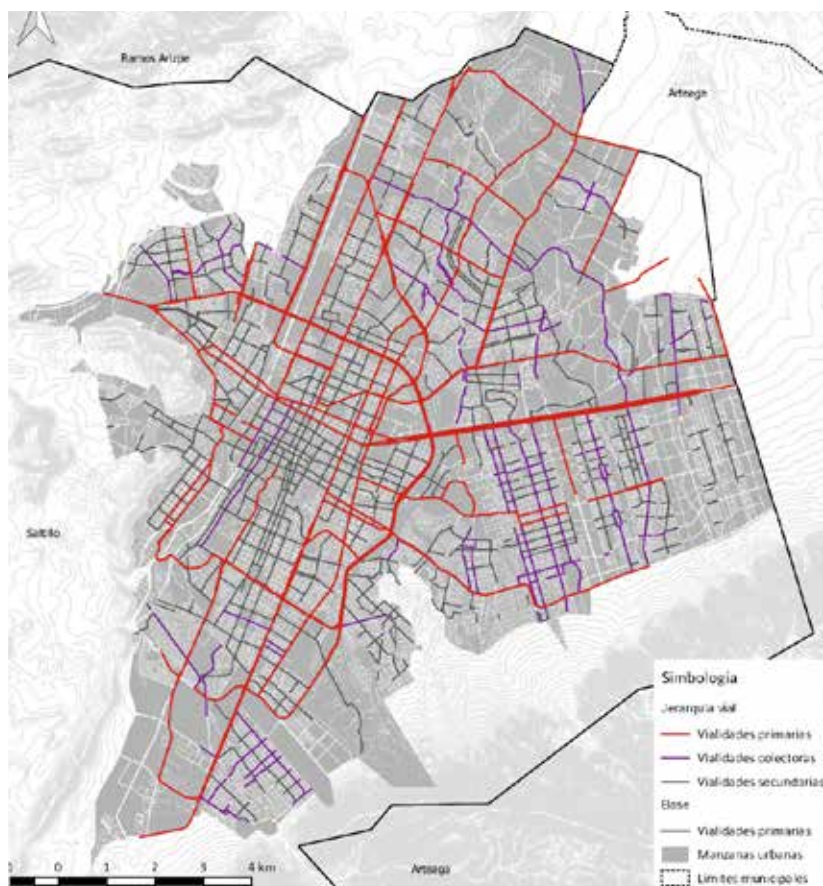 Ramos Arizpe
Arteaga
Saltillo
Simbología
Jerarquía vial
Vialidades primarias
Vialidades colectoras
Vialidades secundarias
Base
Vialidades primarias
Manzanas urbanas
Límites municipales
0 1 2 3 4 km
Arteaga